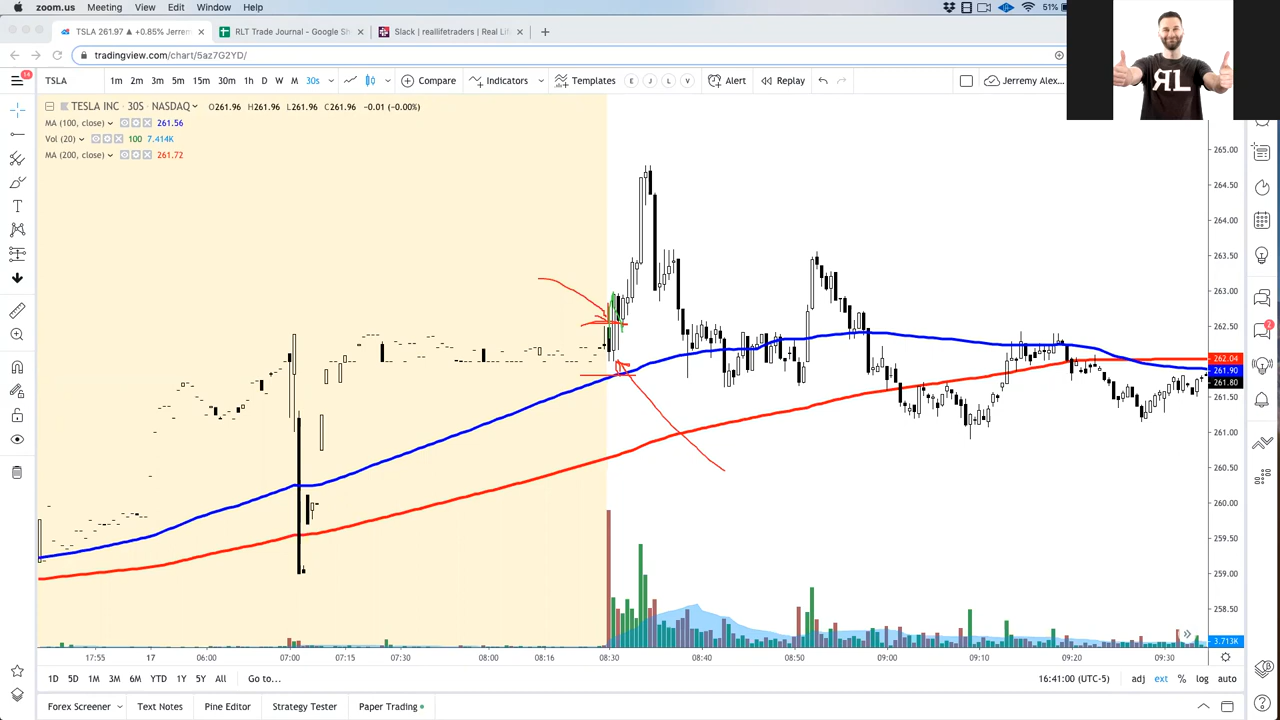 zoom.us Meeting View Edit Window Help 51%
TSLA 261.97 ▲ +0.85% Jerrem × RLT Trade Journal - Google Sh × Slack | reallifetraders | Real Lif × +
tradingview.com/chart/5az7G2YD/
14 TSLA 1m 2m 3m 5m 15m 30m 1h D W M 30s Compare Indicators Templates E J L V Alert Replay Jeremy Alex...
TESLA INC · 30S · NASDAQ O261.96 H261.96 L261.96 C261.96 -0.01 (-0.00%)
MA (100, close) 261.56
Vol (20) 100 7.414K
MA (200, close) 261.72
ЯL
265.00
264.50
264.00
263.50
263.00
262.50
262.04
261.90
261.80
261.50
261.00
260.50
260.00
259.50
259.00
258.50
3.713K
2
17:55 17 06:00 07:00 07:15 07:30 08:00 08:16 08:30 08:40 08:50 09:00 09:10 09:20 09:30
1D 5D 1M 3M 6M YTD 1Y 5Y All Go to... 16:41:00 (UTC-5) adj ext % log auto
Forex Screener Text Notes Pine Editor Strategy Tester Paper Trading